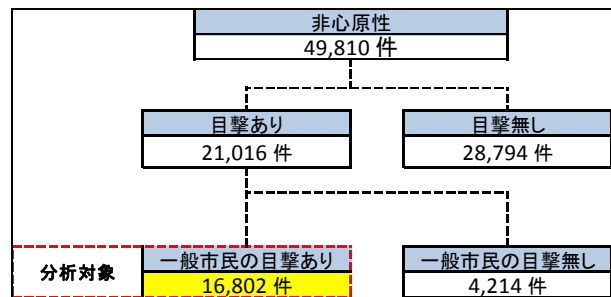 非心原性
49,810 件
目撃あり
目撃無し
21,016 件
28,794 件
分析対象
一般市民の目撃あり
一般市民の目撃無し
16,802 件
4,214 件